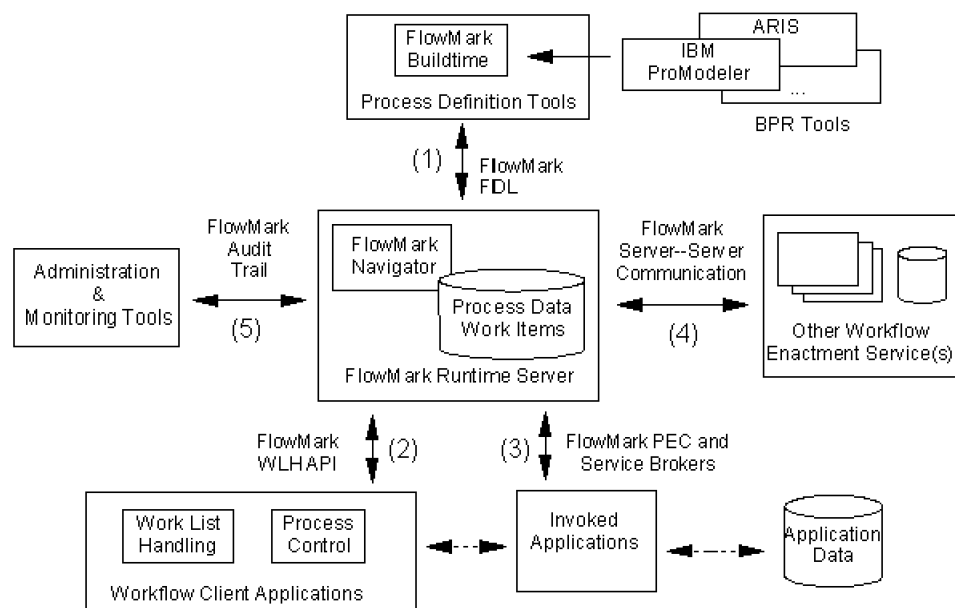 ARIS
FlowMark
Buildtime
IBM
ProModeler
...
Process Definition Tools
BPR Tools
(1)
FlowMark
FDL
FlowMark
Audit
Trail
FlowMark
Navigator
FlowMark
Server--Server
Communication
Administration
&
Monitoring Tools
(5)
Process Data
Work Items
(4)
Other Workflow
Enactment Service(s)
FlowMark Runtime Server
FlowMark
WLH API
(2)
(3)
FlowMark PEC and
Service Brokers
Work List
Handling
Process
Control
Invoked
Applications
Application
Data
Workflow Client Applications